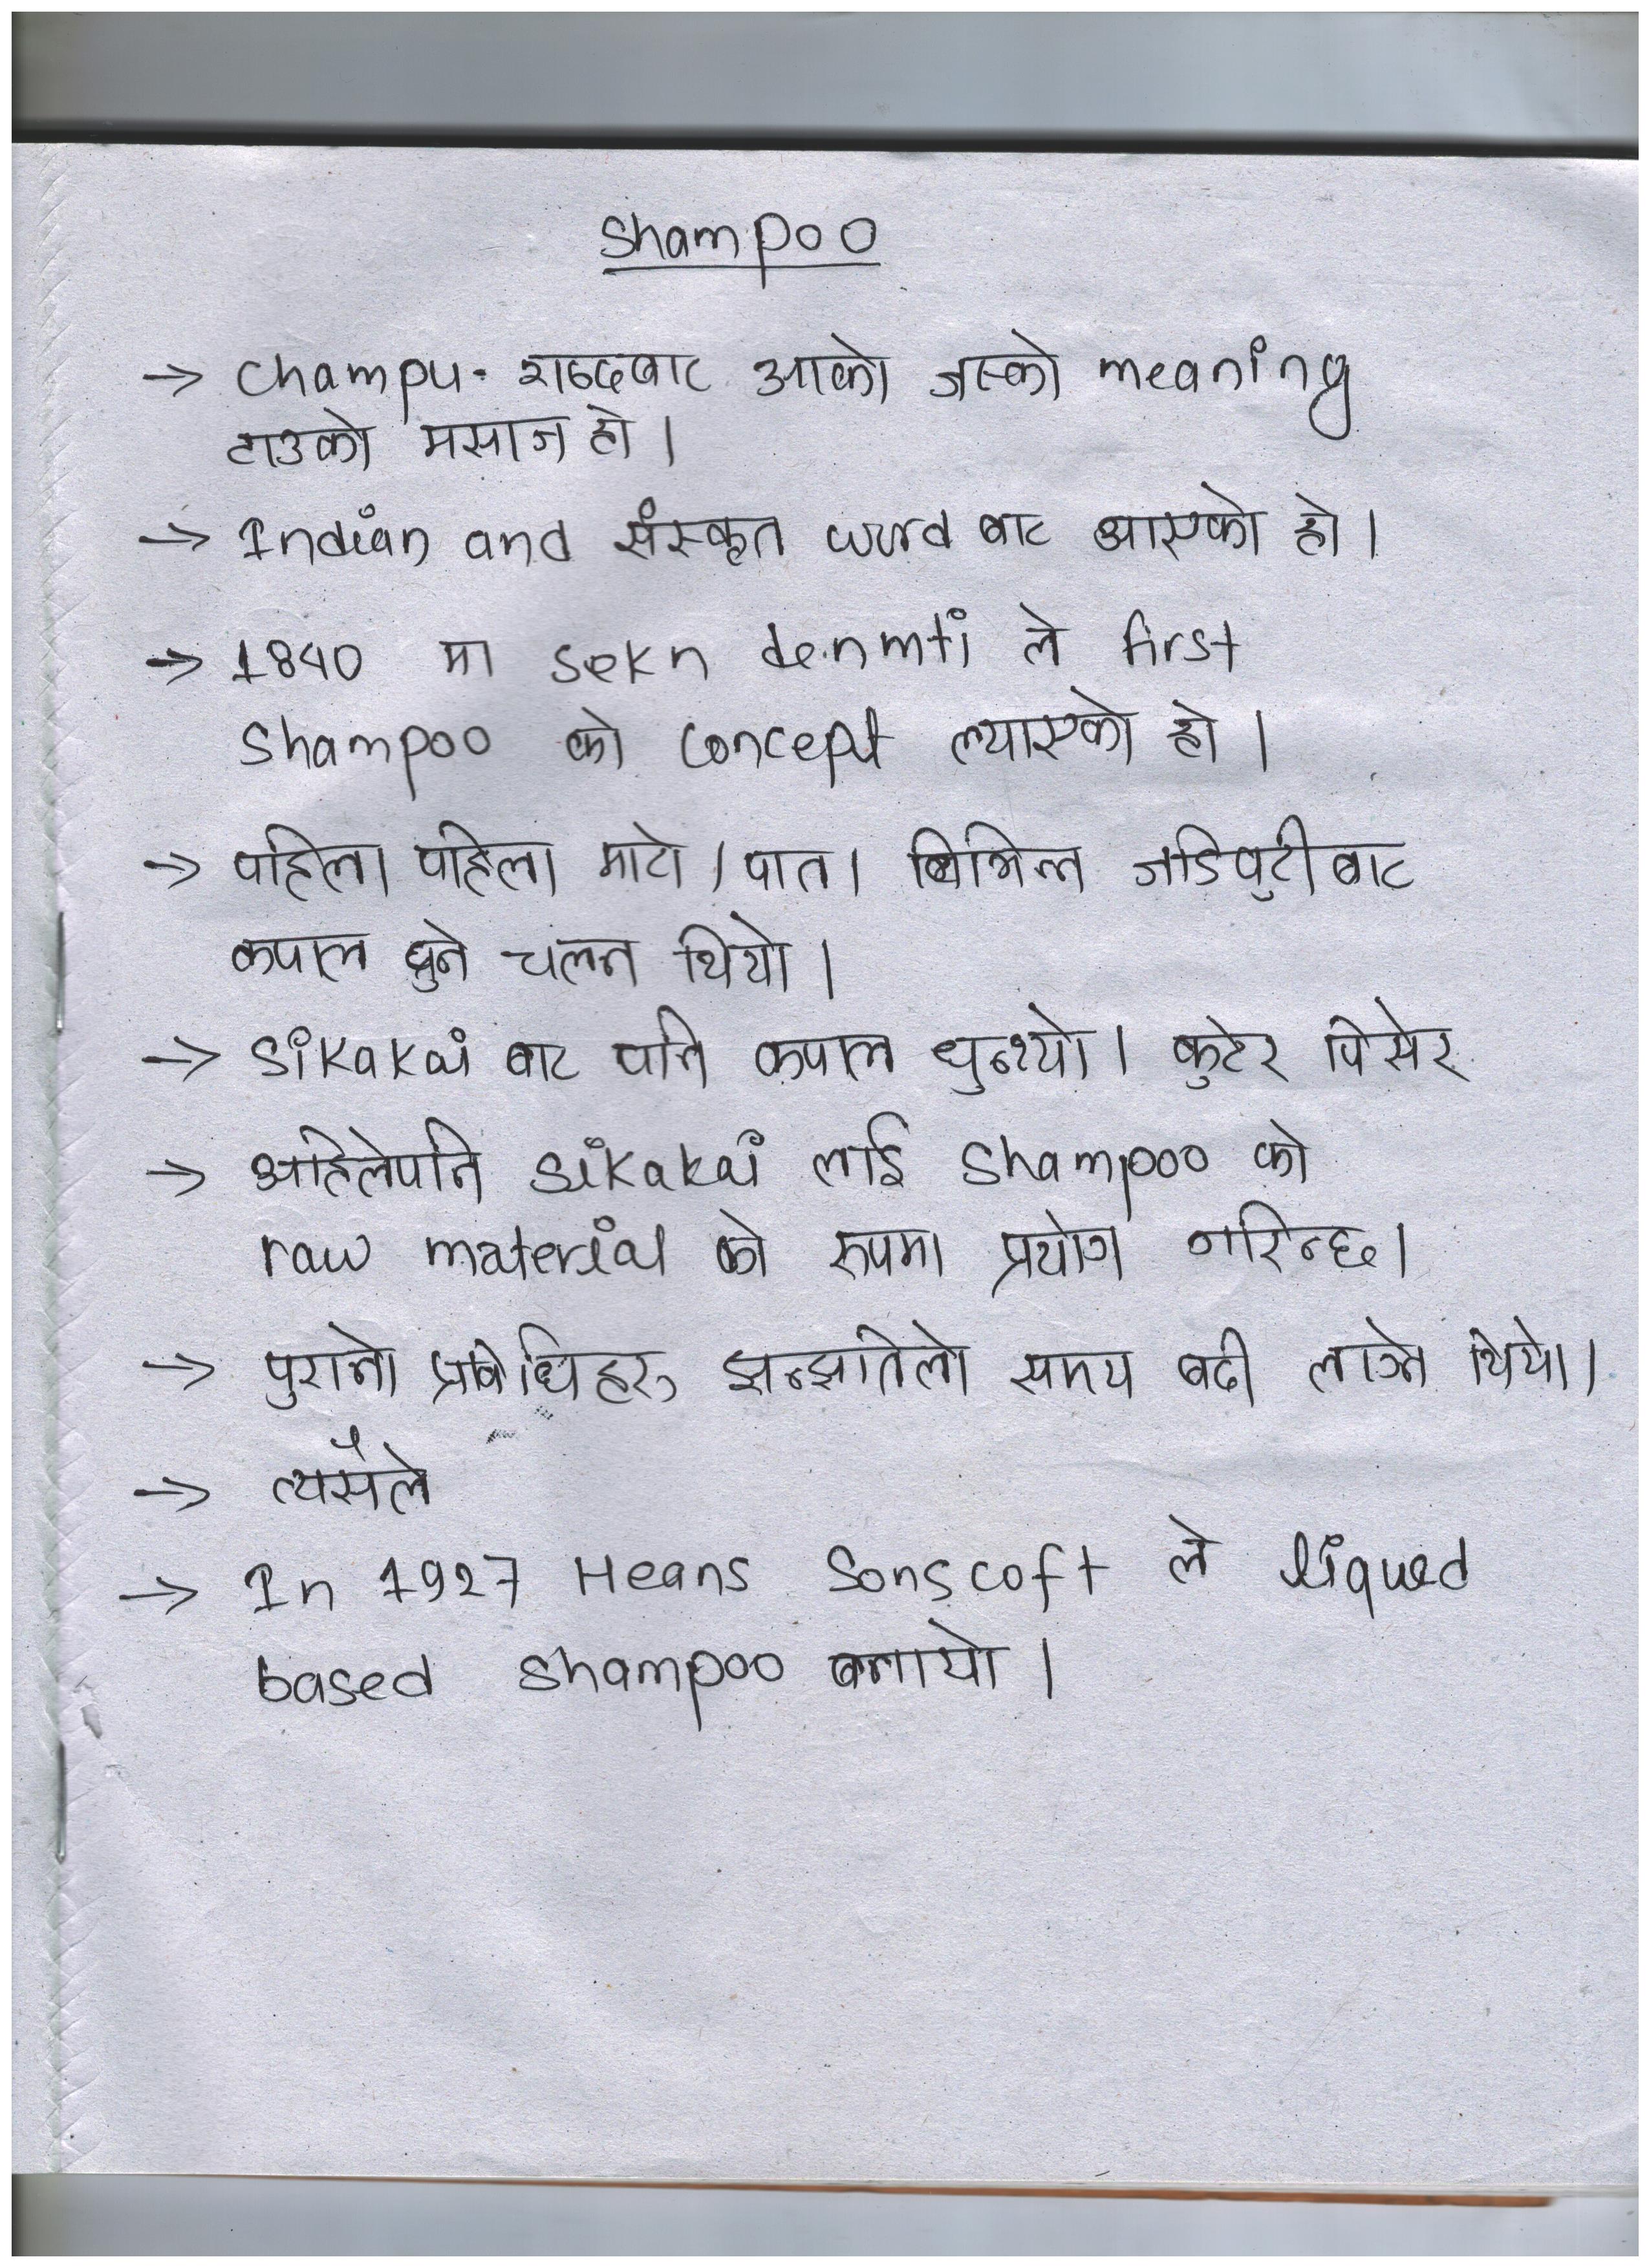 Shampoo
→ Champu. शब्दबाट आको जस्को meaning
टाउको मसाज हो ।
→ Indian and संस्कृत word बाट आएको हो ।
→ 1840 मा sekn denmti ले first
Shampoo को concept ल्याएको हो ।
→ पहिला पहिला माटो / पात । विभिन्न जडिवुटी बाट
कपाल धुने चलन थियो ।
→ Sikakai बाट पनि कपाल धुन्थ्यो । कुटेर पिसेर
→ अहिलेपनि sikakai लाई Shampoo को
raw material को रुपमा प्रयोग गरिन्छ ।
→ पुरानो प्रविधिहरु झन्झातिलो समय बढी लाग्ने थियो ।
→ त्यसैले
→ In 1927 Heans Sonscoft ले liqued
based shampoo बनायो ।